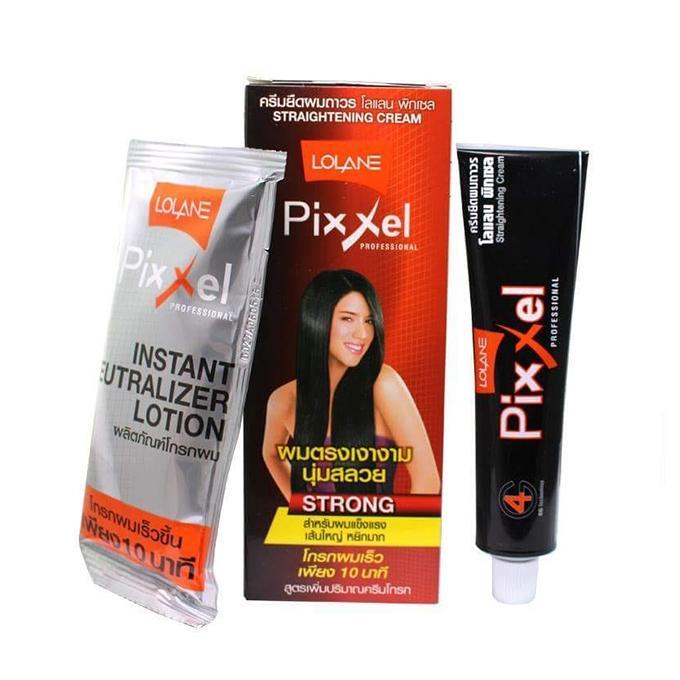 LOLANE
Pixxel
PROFESSIONAL
INSTANT
EUTRALIZER
LOTION
ผลิตภัณฑ์โกรกผม
โกรกผมเร็วขึ้น
เพียง 10 นาที
ครีมยืดผมถาวร โลแลน พิกเซล
STRAIGHTENING CREAM
LOLANE
Pixxel
PROFESSIONAL
ผมตรงเงางาม
นุ่มสลวย
STRONG
สำหรับผมแข็งแรง
เส้นใหญ่ หยิกมาก
โกรกผมเร็ว
เพียง 10 นาที
สูตรเพิ่มปริมาณครีมโกรก
ครีมยืดผมถาวร
โลแลน พิกเซล
Straightening Cream
LOLANE
Pixxel
PROFESSIONAL
4